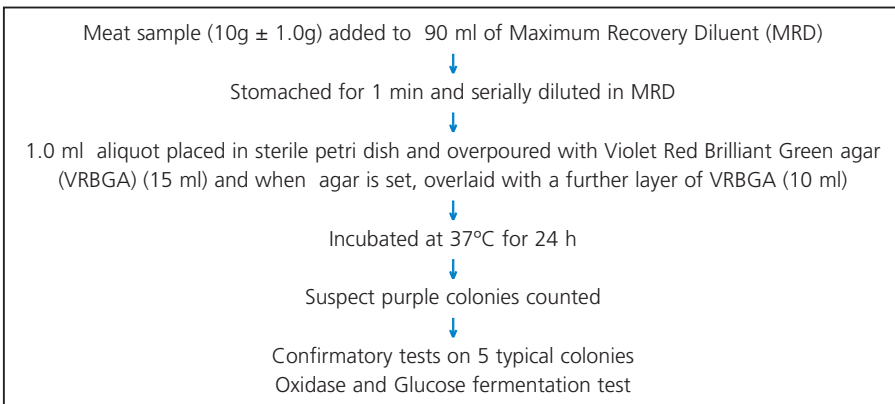 Meat sample (10g ± 1.0g) added to 90 ml of Maximum Recovery Diluent (MRD)
Stomached for 1 min and serially diluted in MRD
1.0 ml aliquot placed in sterile petri dish and overpoured with Violet Red Brilliant Green agar
(VRBGA) (15 ml) and when agar is set, overlaid with a further layer of VRBGA (10 ml)
Incubated at 37ºC for 24 h
Suspect purple colonies counted
Confirmatory tests on 5 typical colonies
Oxidase and Glucose fermentation test